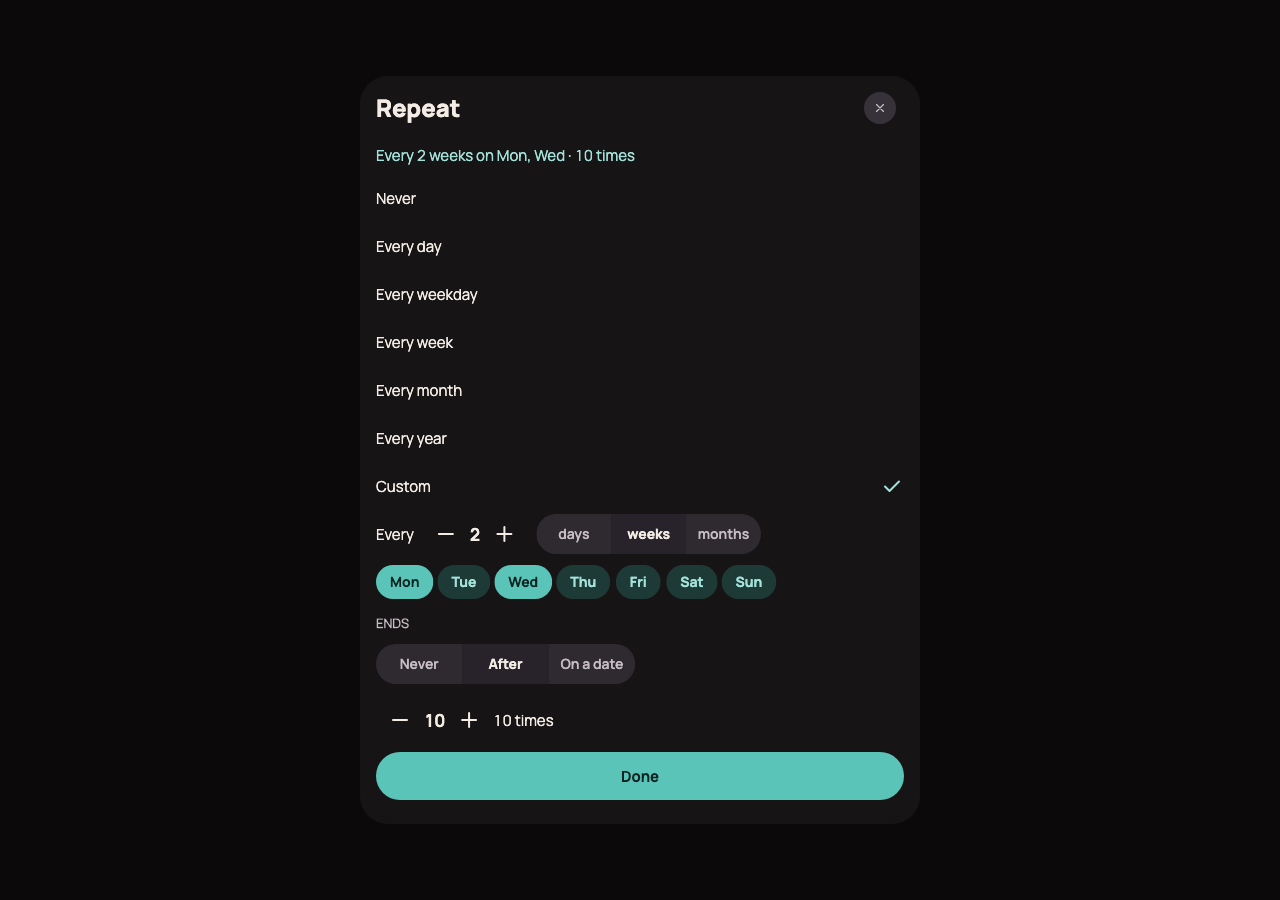 Repeat
Every 2 weeks on Mon, Wed · 10 times
Never
Every day
Every weekday
Every week
Every month
Every year
Custom
Every 2 days weeks months
Mon Tue Wed Thu Fri Sat Sun
ENDS
Never After On a date
10 10 times
Done